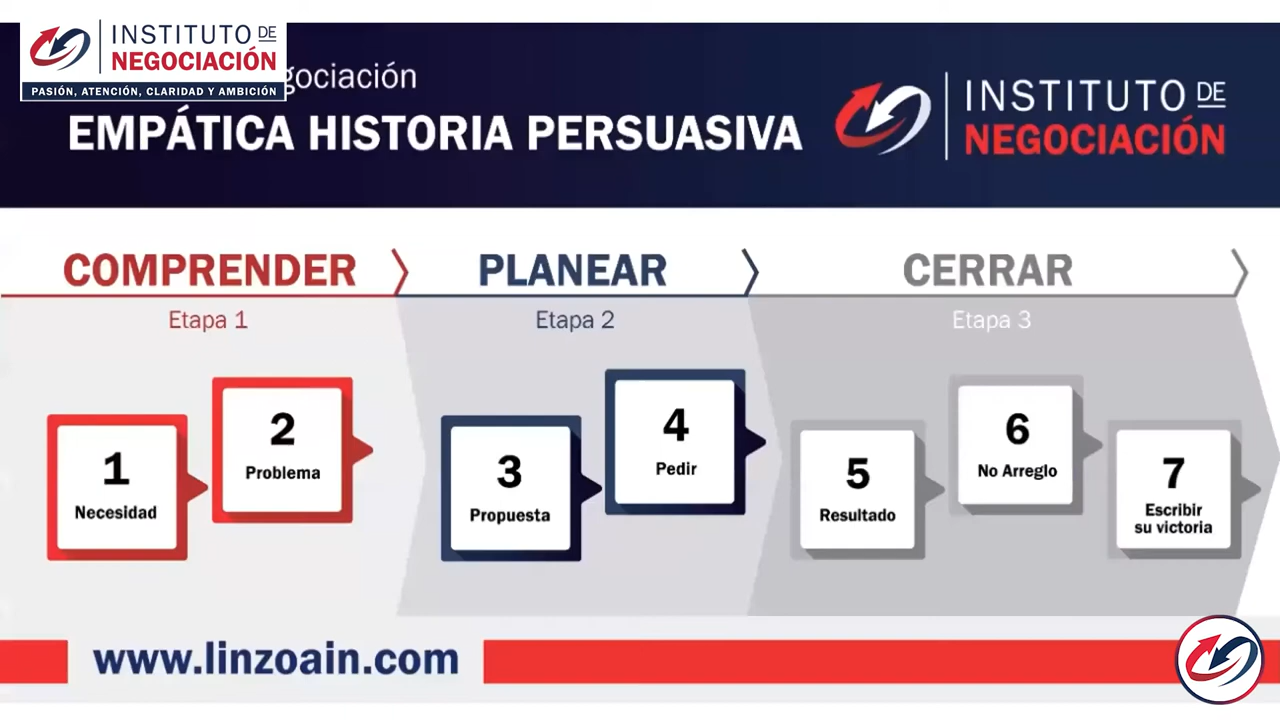 INSTITUTO DE
NEGOCIACIÓN
PASIÓN, ATENCIÓN, CLARIDAD Y AMBICIÓN
gociación
EMPÁTICA HISTORIA PERSUASIVA
INSTITUTO DE
NEGOCIACIÓN
COMPRENDER
PLANEAR
CERRAR
Etapa 1
Etapa 2
Etapa 3
1
Necesidad
2
Problema
3
Propuesta
4
Pedir
5
Resultado
6
No Arreglo
7
Escribir
su victoria
www.linzoain.com